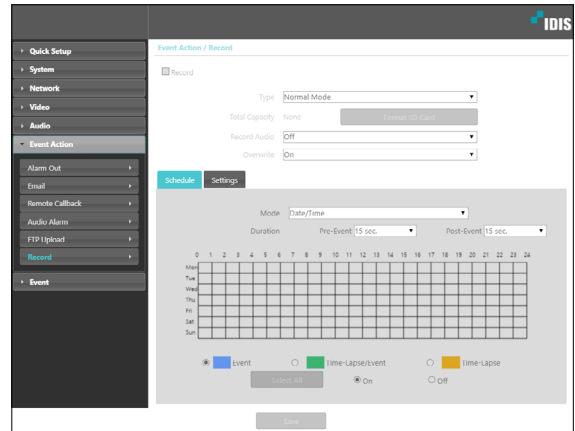 IDIS
Quick Setup
System
Network
Video
Audio
Event Action
Alarm Out
Email
Remote Callback
Audio Alarm
FTP Upload
Record
Event
Event Action / Record
Record
Type Normal Mode
Total Capacity None Format SD Card
Record Audio Off
Overwrite On
Schedule Settings
Mode Date/Time
Duration Pre-Event 15 sec. Post-Event 15 sec.
0 1 2 3 4 5 6 7 8 9 10 11 12 13 14 15 16 17 18 19 20 21 22 23 24
Mon
Tue
Wed
Thu
Fri
Sat
Sun
Event Time-Lapse/Event Time-Lapse
Select All On Off
Save